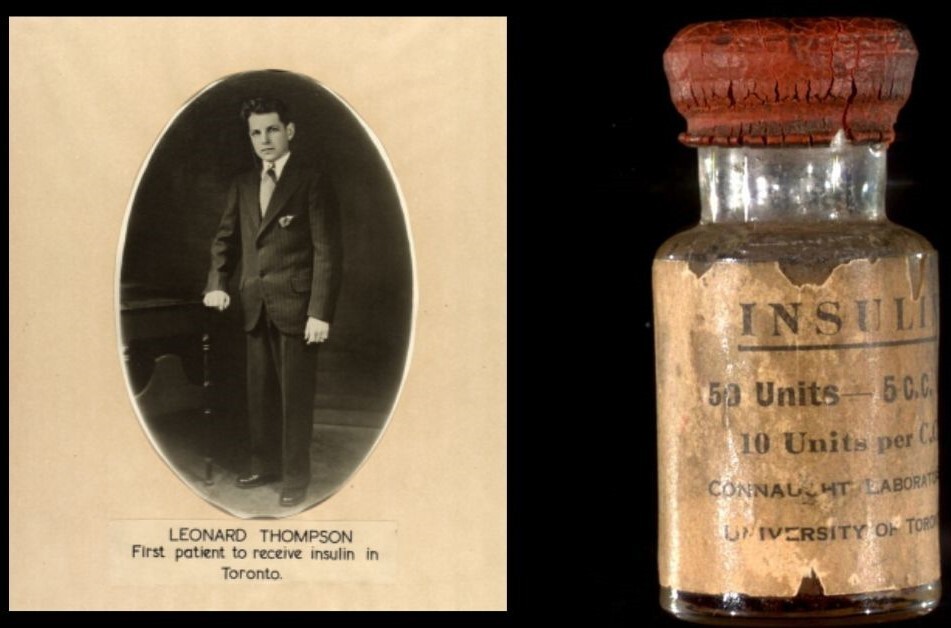 LEONARD THOMPSON
First patient to receive insulin in
Toronto.
INSULI
50 Units — 5 C.C.
10 Units per C.C
CONNAUGHT LABORATO
UNIVERSITY OF TORON